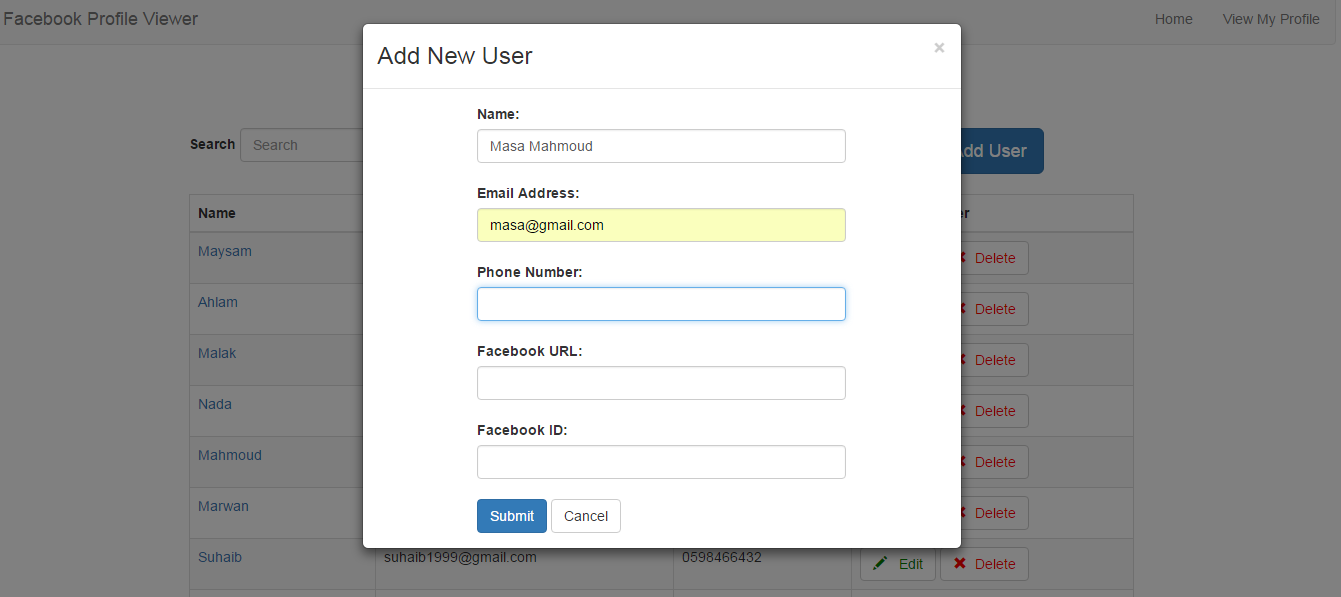 Facebook Profile Viewer
Home
View My Profile
Add New User
×
Name:
Masa Mahmoud
Email Address:
masa@gmail.com
Phone Number:
Facebook URL:
Facebook ID:
Submit
Cancel
Search
Search
dd User
Name
er
Maysam
Delete
Ahlam
Delete
Malak
Delete
Nada
Delete
Mahmoud
Delete
Marwan
Delete
Suhaib
suhaib1999@gmail.com
0598466432
Edit
Delete